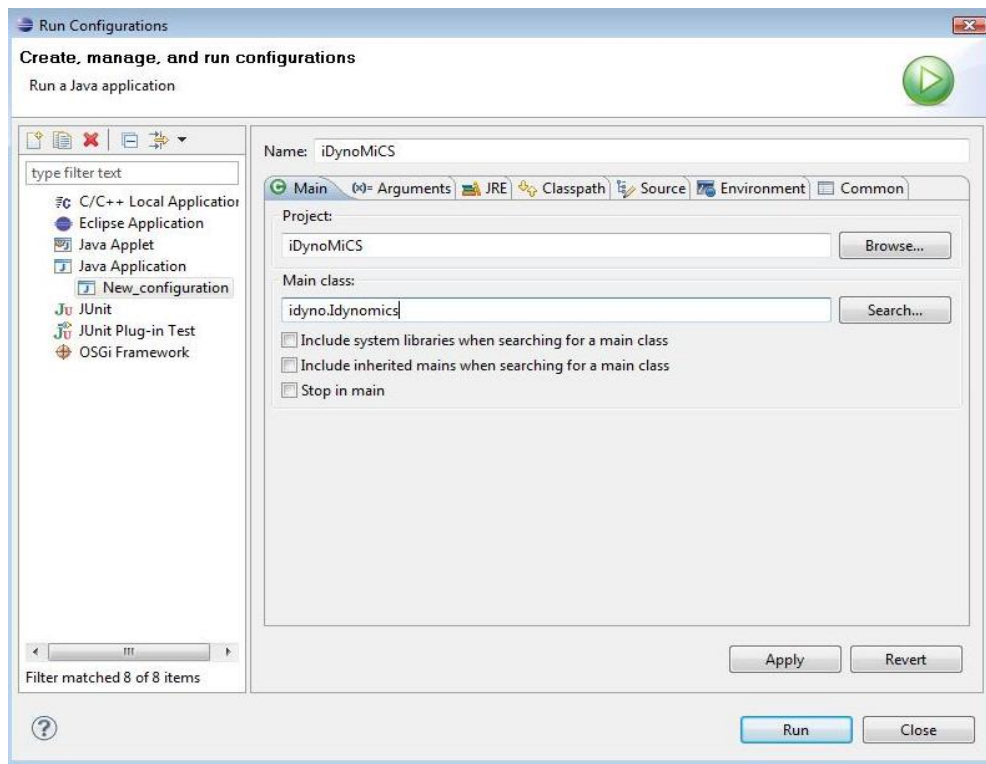 Run Configurations
Create, manage, and run configurations
Run a Java application
type filter text
C/C++ Local Application
Eclipse Application
Java Applet
Java Application
New_configuration
JUnit
JUnit Plug-in Test
OSGi Framework
Filter matched 8 of 8 items
Name: iDynoMiCS
Main (x)= Arguments JRE Classpath Source Environment Common
Project:
iDynoMiCS Browse...
Main class:
idyno.Idynomics Search...
Include system libraries when searching for a main class
Include inherited mains when searching for a main class
Stop in main
Apply Revert
Run Close